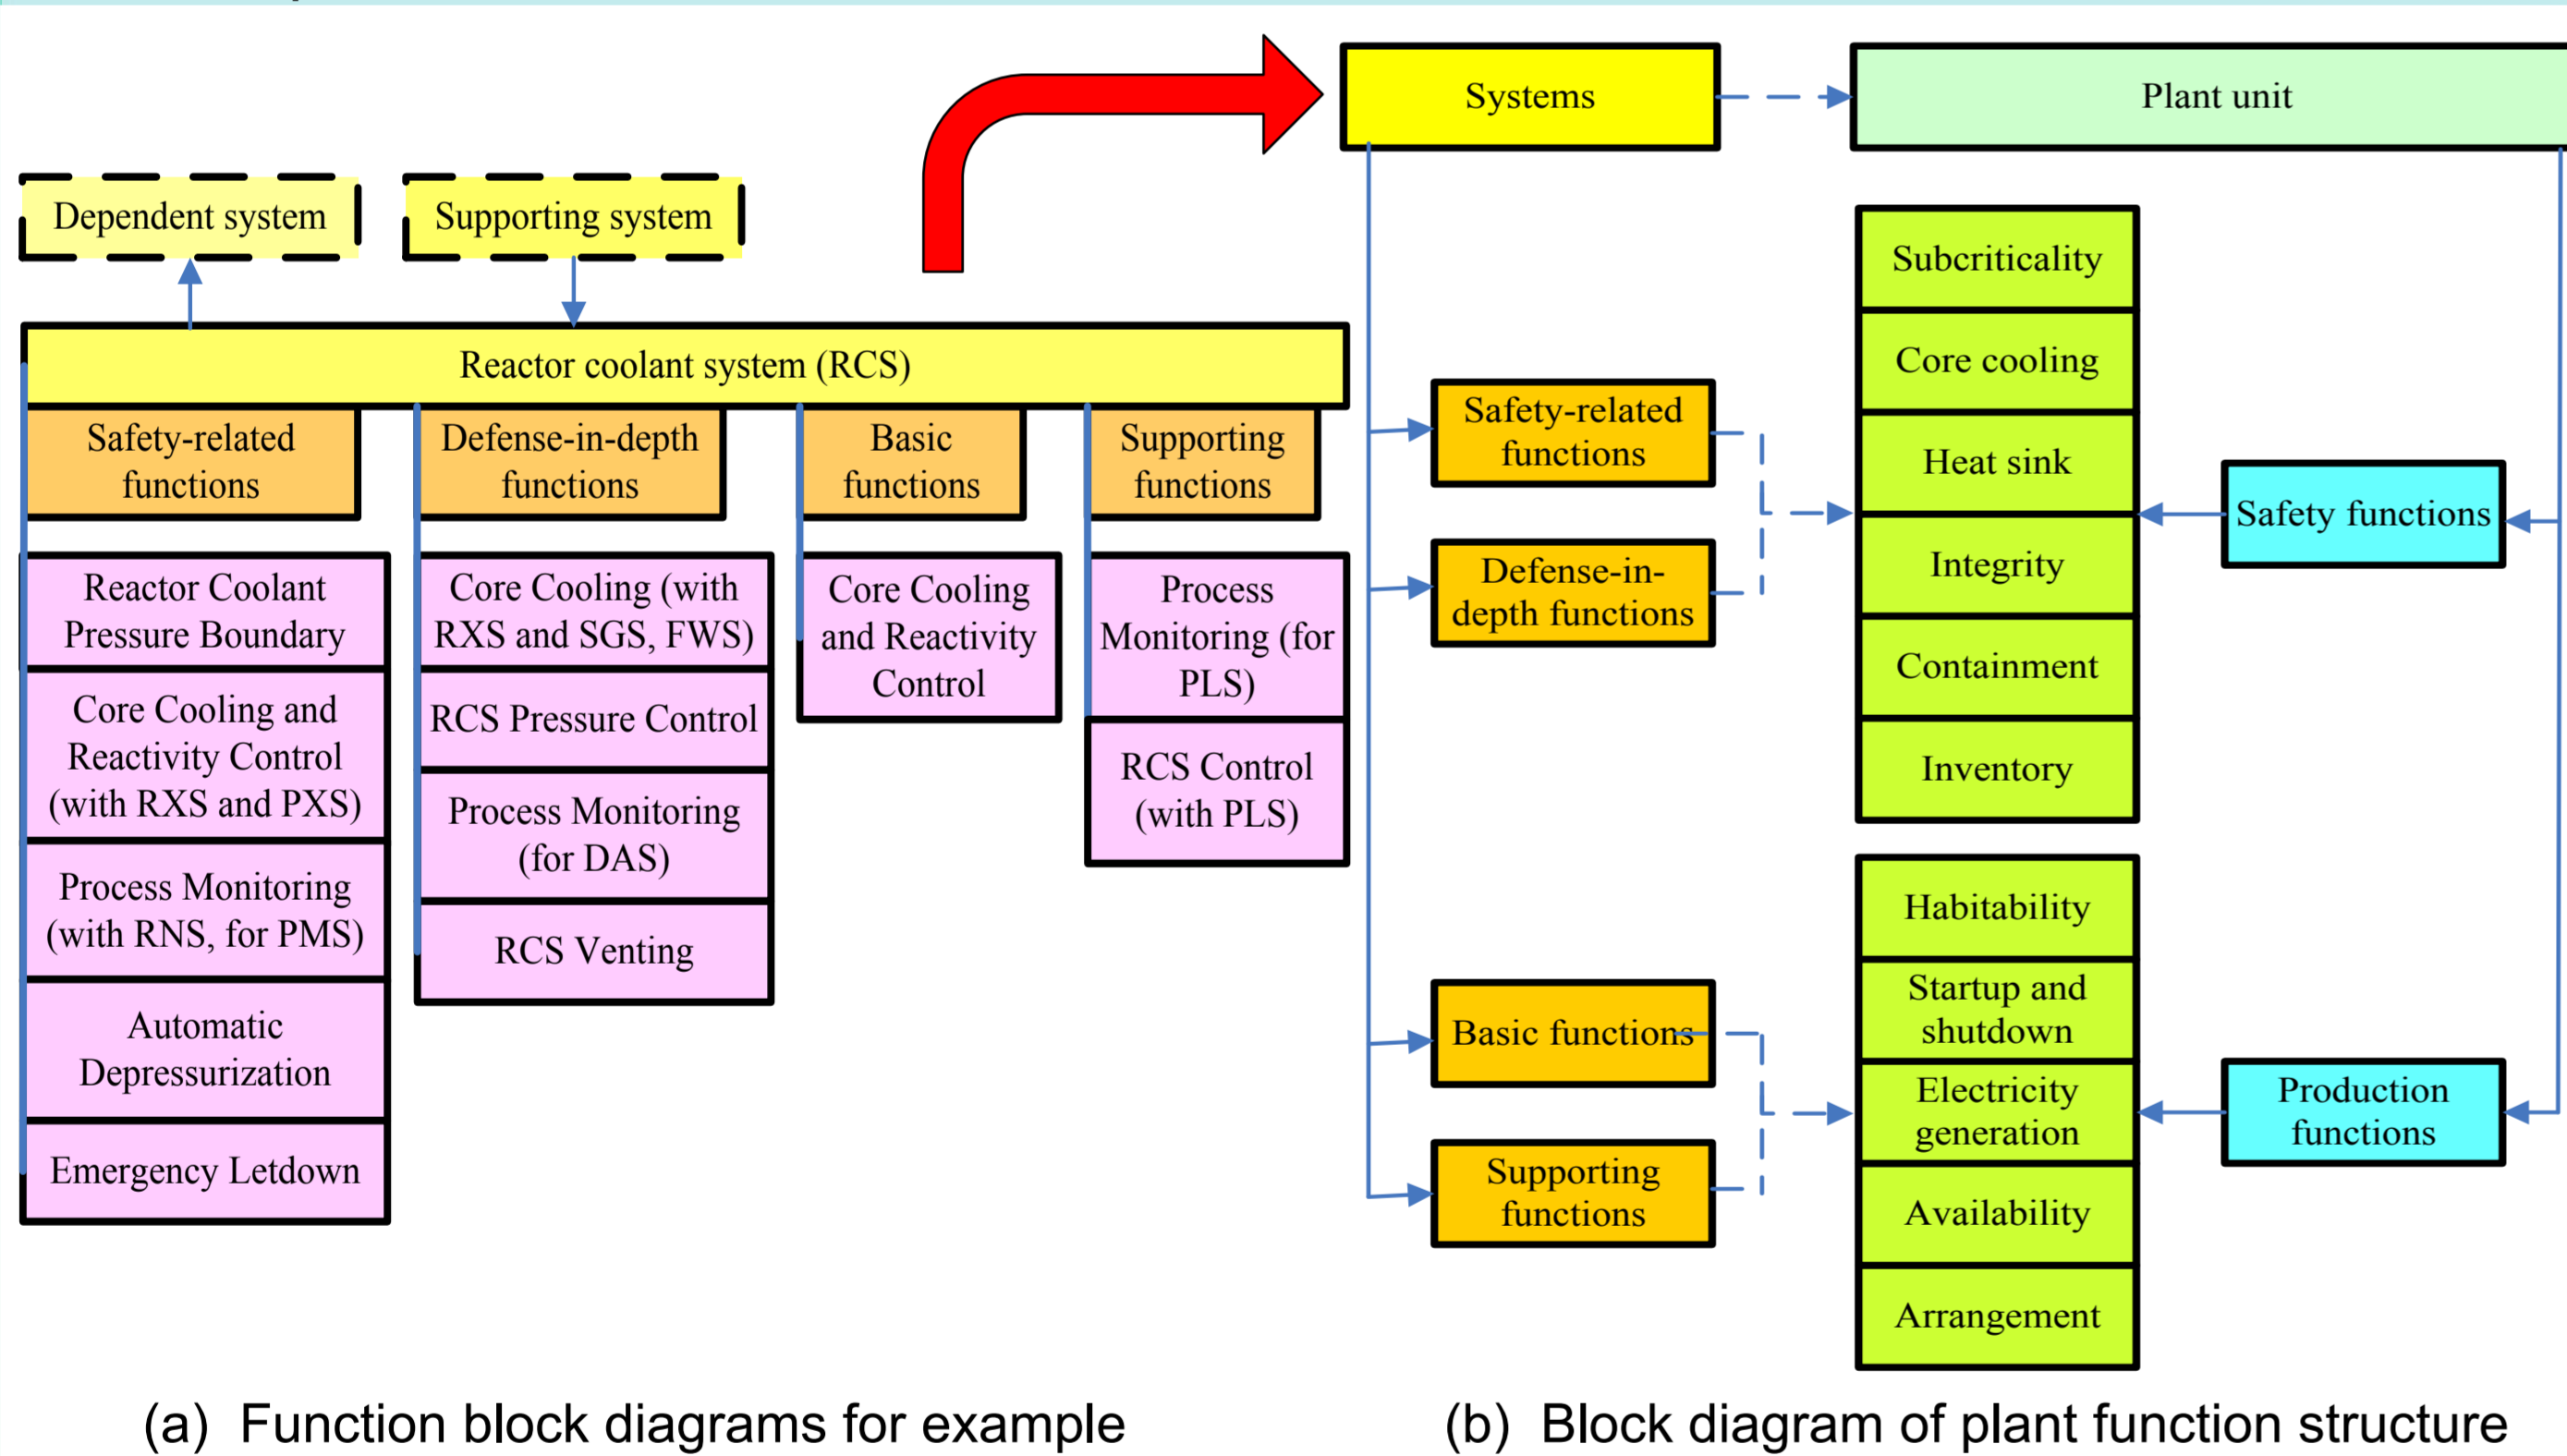 Dependent system
Supporting system
Reactor coolant system (RCS)
Safety-related
functions
Defense-in-depth
functions
Basic
functions
Supporting
functions
Reactor Coolant
Pressure Boundary
Core Cooling and
Reactivity Control
(with RXS and PXS)
Process Monitoring
(with RNS, for PMS)
Automatic
Depressurization
Emergency Letdown
Core Cooling (with
RXS and SGS, FWS)
RCS Pressure Control
Process Monitoring
(for DAS)
RCS Venting
Core Cooling
and Reactivity
Control
Process
Monitoring (for
PLS)
RCS Control
(with PLS)
(a) Function block diagrams for example
Systems
Plant unit
Safety-related
functions
Defense-in-
depth functions
Basic functions
Supporting
functions
Subcriticality
Core cooling
Heat sink
Integrity
Containment
Inventory
Habitability
Startup and
shutdown
Electricity
generation
Availability
Arrangement
Safety functions
Production
functions
(b) Block diagram of plant function structure